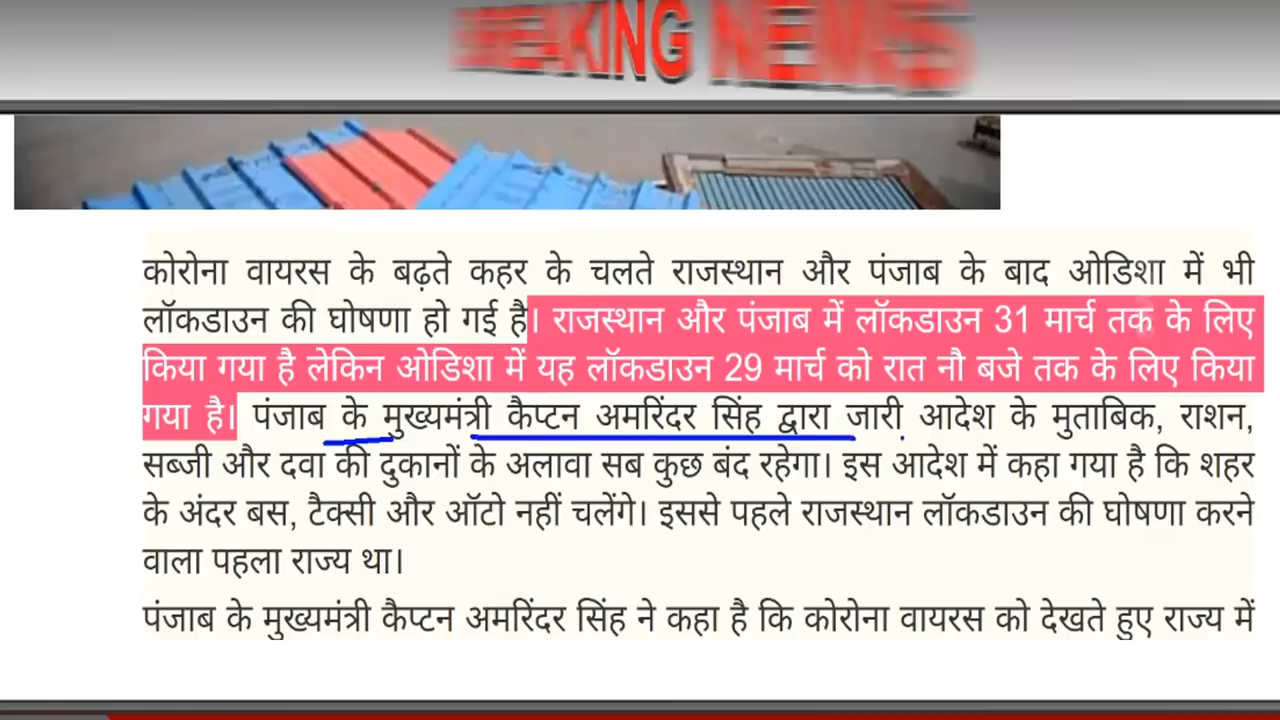 BREAKING NEWS
कोरोना वायरस के बढ़ते कहर के चलते राजस्थान और पंजाब के बाद ओडिशा में भी
लॉकडाउन की घोषणा हो गई है। राजस्थान और पंजाब में लॉकडाउन 31 मार्च तक के लिए
किया गया है लेकिन ओडिशा में यह लॉकडाउन 29 मार्च को रात नौ बजे तक के लिए किया
गया है। पंजाब के मुख्यमंत्री कैप्टन अमरिंदर सिंह द्वारा जारी आदेश के मुताबिक, राशन,
सब्जी और दवा की दुकानों के अलावा सब कुछ बंद रहेगा। इस आदेश में कहा गया है कि शहर
के अंदर बस, टैक्सी और ऑटो नहीं चलेंगे। इससे पहले राजस्थान लॉकडाउन की घोषणा करने
वाला पहला राज्य था।
पंजाब के मुख्यमंत्री कैप्टन अमरिंदर सिंह ने कहा है कि कोरोना वायरस को देखते हुए राज्य में